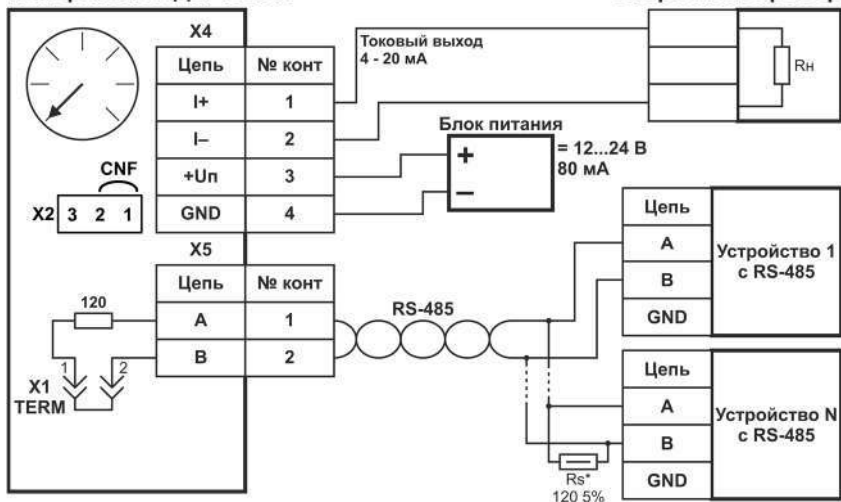 X4
Цепь № конт
I+ 1
I– 2
+Uп 3
GND 4
CNF
X2 3 2 1
X5
Цепь № конт
A 1
B 2
120
1 2
X1
TERM
Токовый выход
4 - 20 мА
Rн
Блок питания
+
–
= 12...24 В
80 мА
RS-485
Цепь
A
B
GND
Устройство 1
с RS-485
Цепь
A
B
GND
Устройство N
с RS-485
Rs*
120 5%